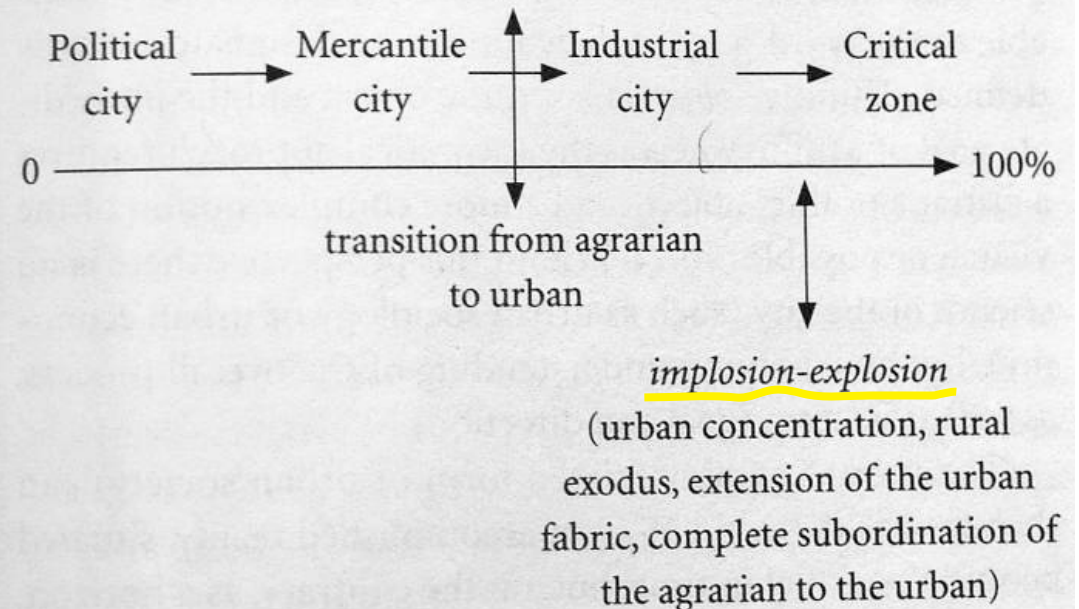 Political
city
Mercantile
city
Industrial
city
Critical
zone
0
100%
transition from agrarian
to urban
implosion-explosion
(urban concentration, rural
exodus, extension of the urban
fabric, complete subordination of
the agrarian to the urban)